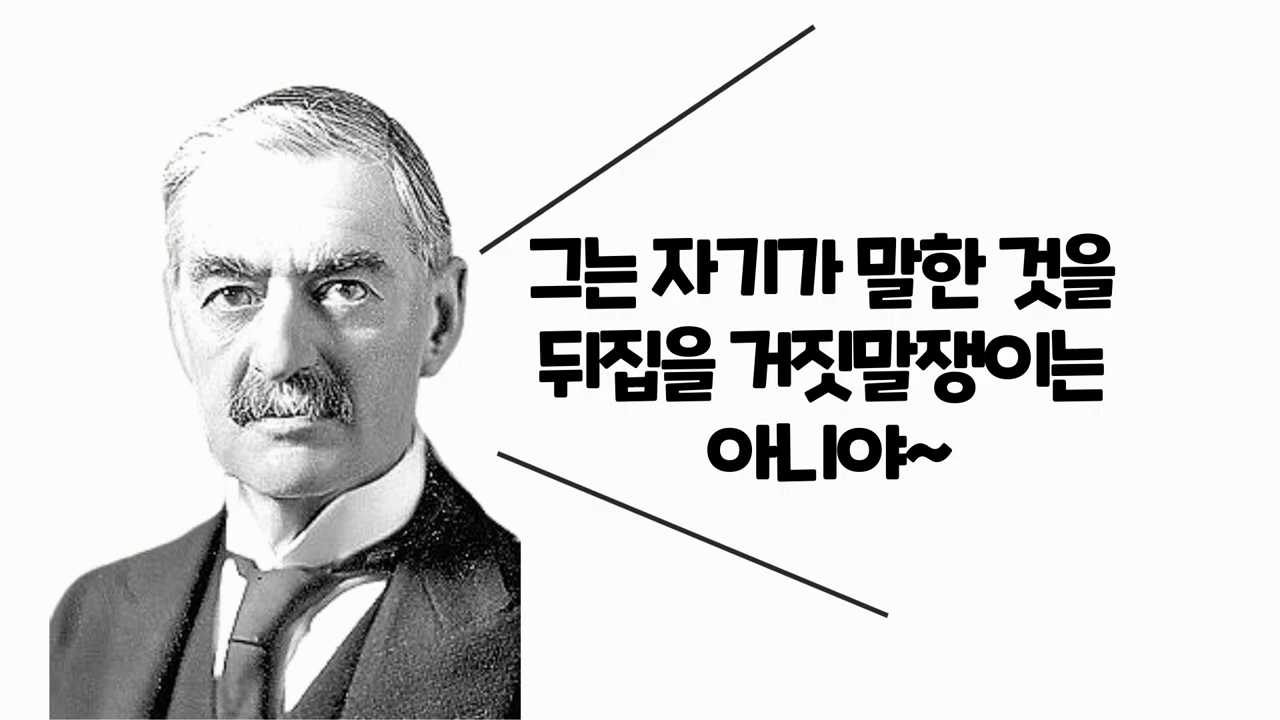 그는 자기가 말한 것을
뒤집을 거짓말쟁이는
아니야~